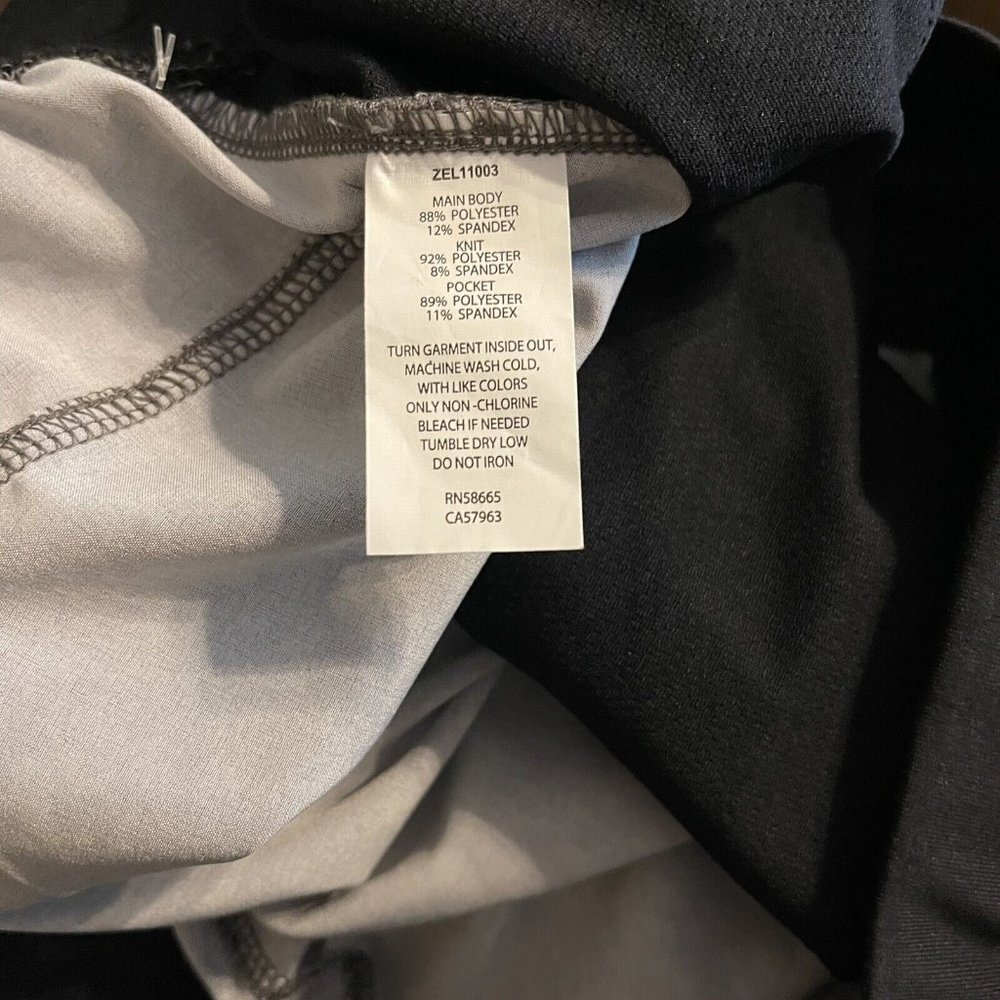 ZEL11003
MAIN BODY
88% POLYESTER
12% SPANDEX
KNIT
92% POLYESTER
8% SPANDEX
POCKET
89% POLYESTER
11% SPANDEX
TURN GARMENT INSIDE OUT,
MACHINE WASH COLD,
WITH LIKE COLORS
ONLY NON-CHLORINE
BLEACH IF NEEDED
TUMBLE DRY LOW
DO NOT IRON
RN58665
CA57963